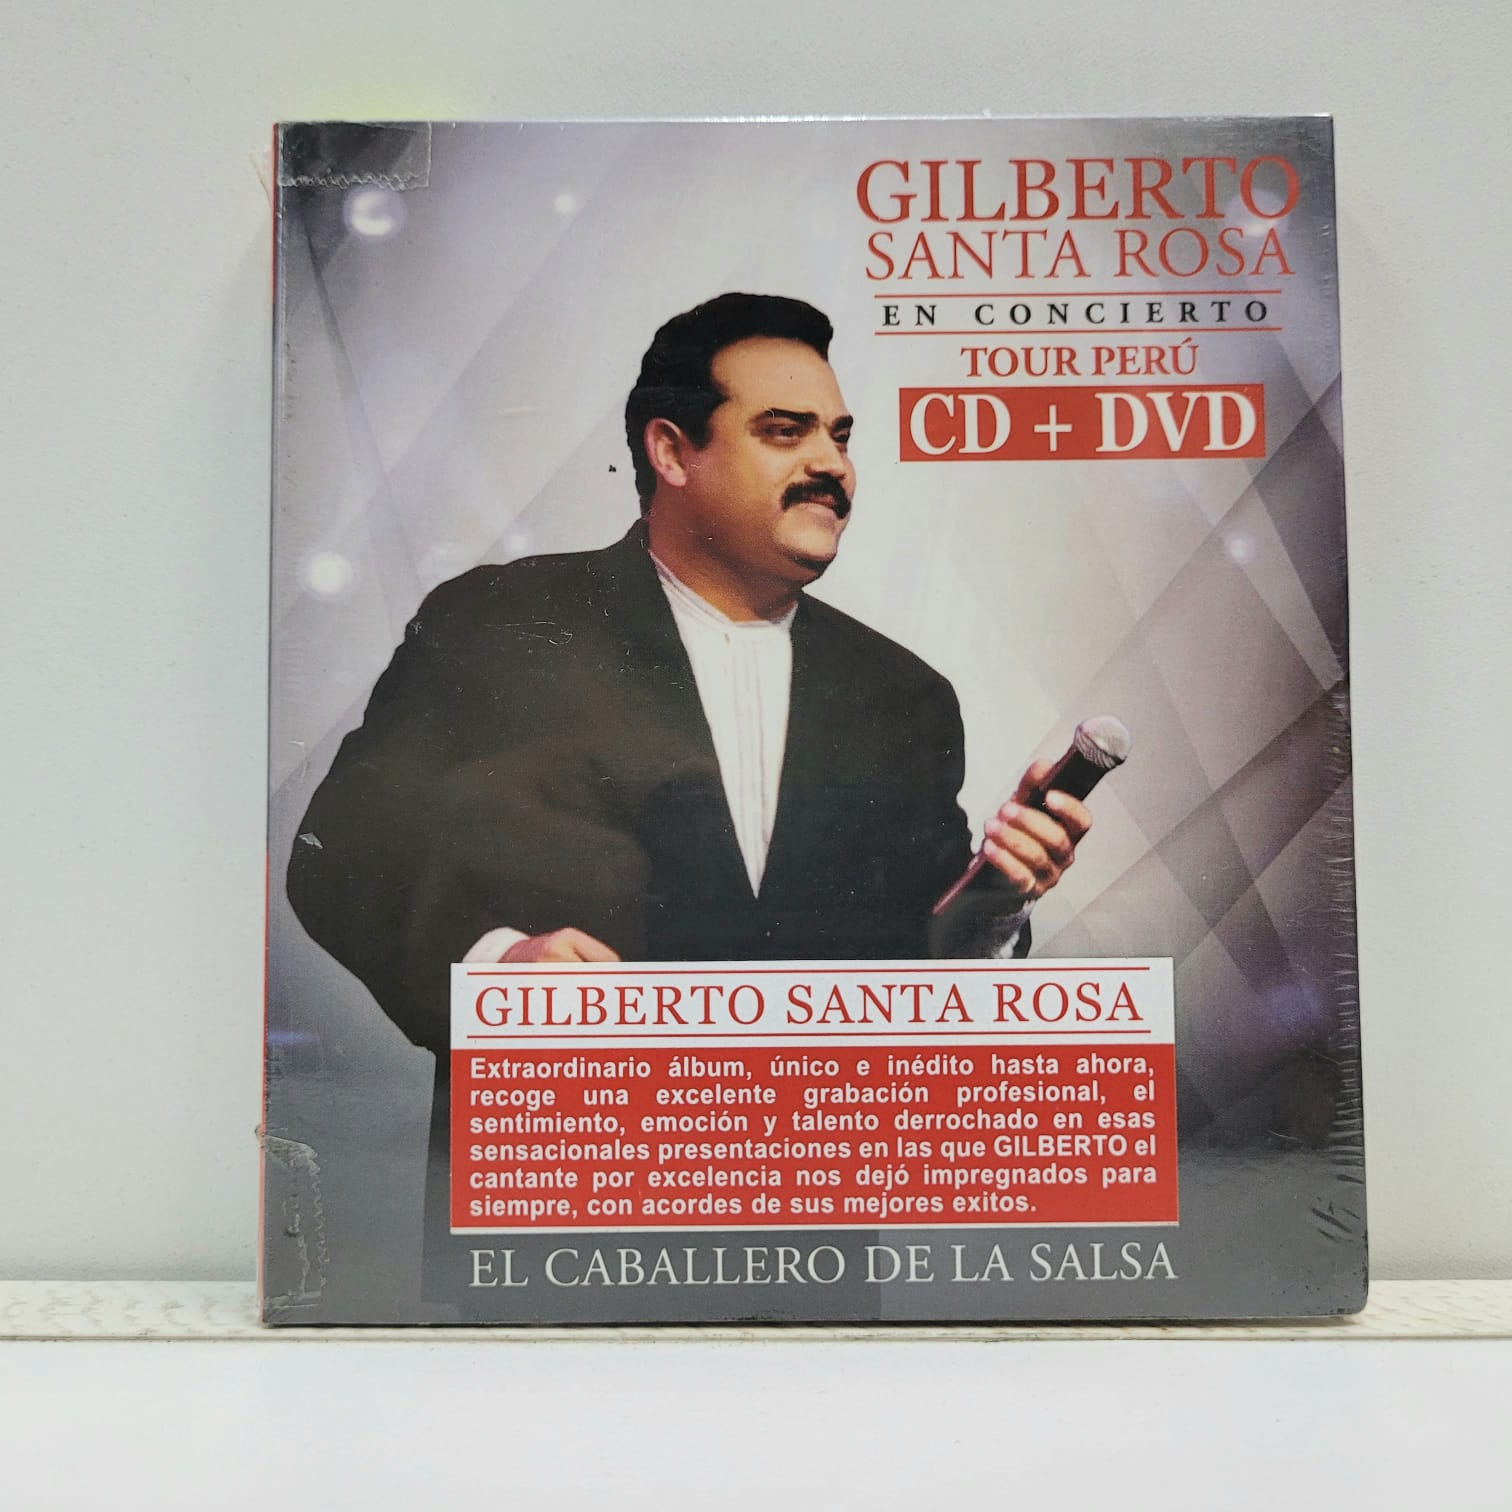 GILBERTO
SANTA ROSA
EN CONCIERTO
TOUR PERÚ
CD + DVD
GILBERTO SANTA ROSA
Extraordinario álbum, único e inédito hasta ahora,
recoge una excelente grabación profesional, el
sentimiento, emoción y talento derrochado en esas
sensacionales presentaciones en las que GILBERTO el
cantante por excelencia nos dejó impregnados para
siempre, con acordes de sus mejores exitos.
EL CABALLERO DE LA SALSA